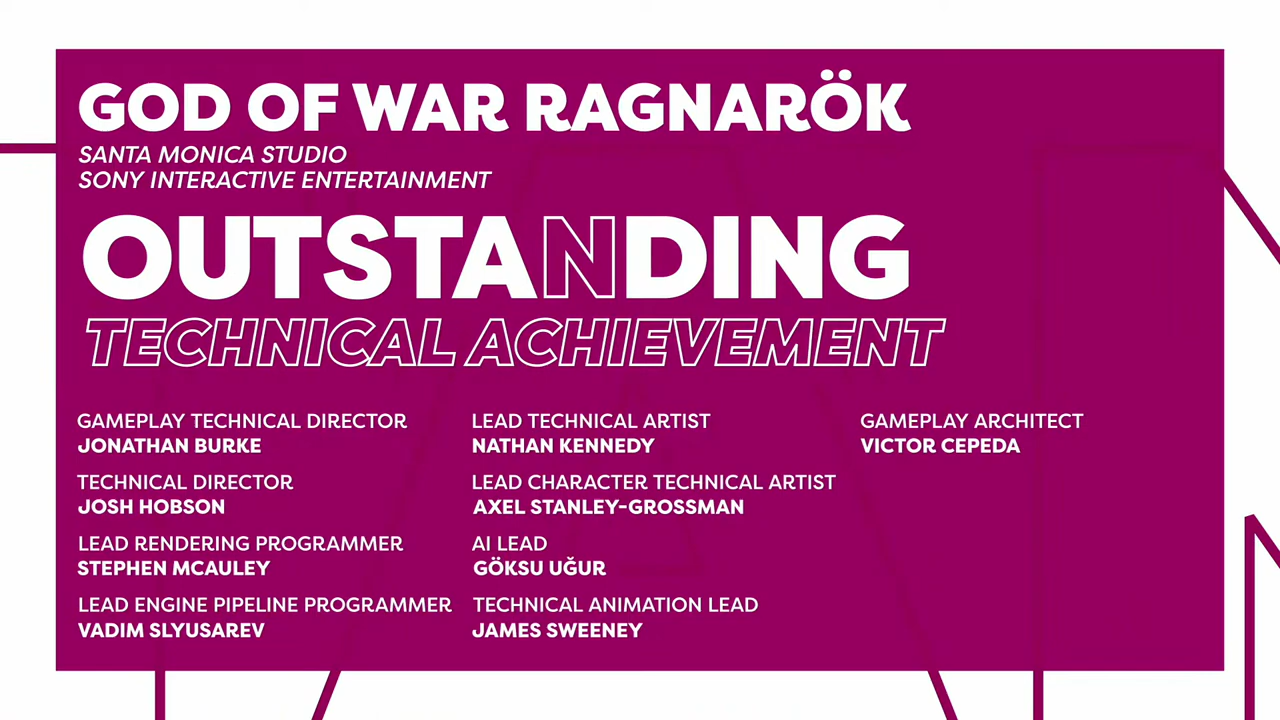 GOD OF WAR RAGNARÖK
SANTA MONICA STUDIO
SONY INTERACTIVE ENTERTAINMENT
OUTSTANDING
TECHNICAL ACHIEVEMENT
GAMEPLAY TECHNICAL DIRECTOR
JONATHAN BURKE
TECHNICAL DIRECTOR
JOSH HOBSON
LEAD RENDERING PROGRAMMER
STEPHEN MCAULEY
LEAD ENGINE PIPELINE PROGRAMMER
VADIM SLYUSAREV
LEAD TECHNICAL ARTIST
NATHAN KENNEDY
LEAD CHARACTER TECHNICAL ARTIST
AXEL STANLEY-GROSSMAN
AI LEAD
GÖKSU UĞUR
TECHNICAL ANIMATION LEAD
JAMES SWEENEY
GAMEPLAY ARCHITECT
VICTOR CEPEDA